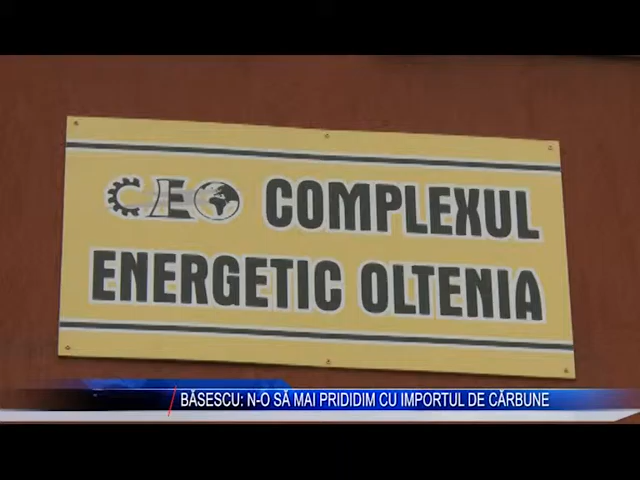 CEO COMPLEXUL
ENERGETIC OLTENIA
BĂSESCU: N-O SĂ MAI PRIDIDIM CU IMPORTUL DE CĂRBUNE